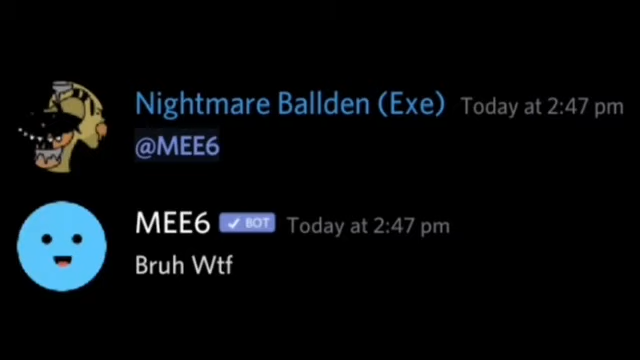 Nightmare Ballden (Exe) Today at 2:47 pm
@MEE6
MEE6 ✓ BOT Today at 2:47 pm
Bruh Wtf